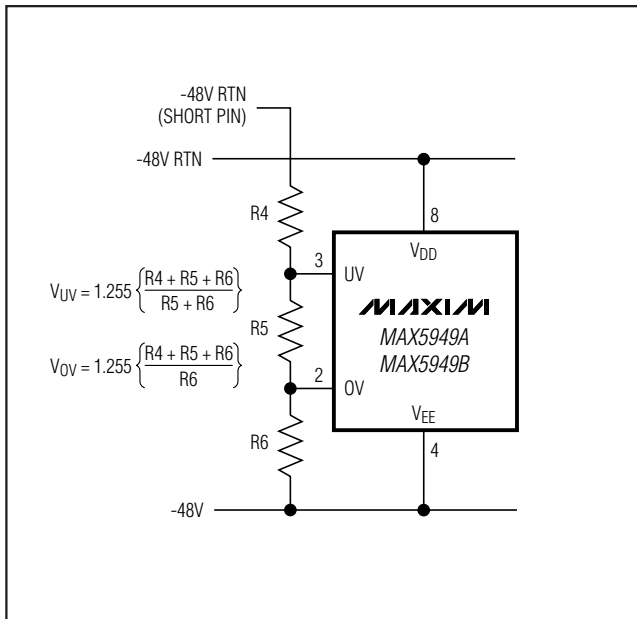 -48V RTN
(SHORT PIN)
-48V RTN
R4
8
V_DD
3
UV
V_UV = 1.255 {(R4 + R5 + R6)/(R5 + R6)}
MAXIM
R5
MAX5949A
MAX5949B
V_OV = 1.255 {(R4 + R5 + R6)/R6}
2
OV
R6
V_EE
4
-48V